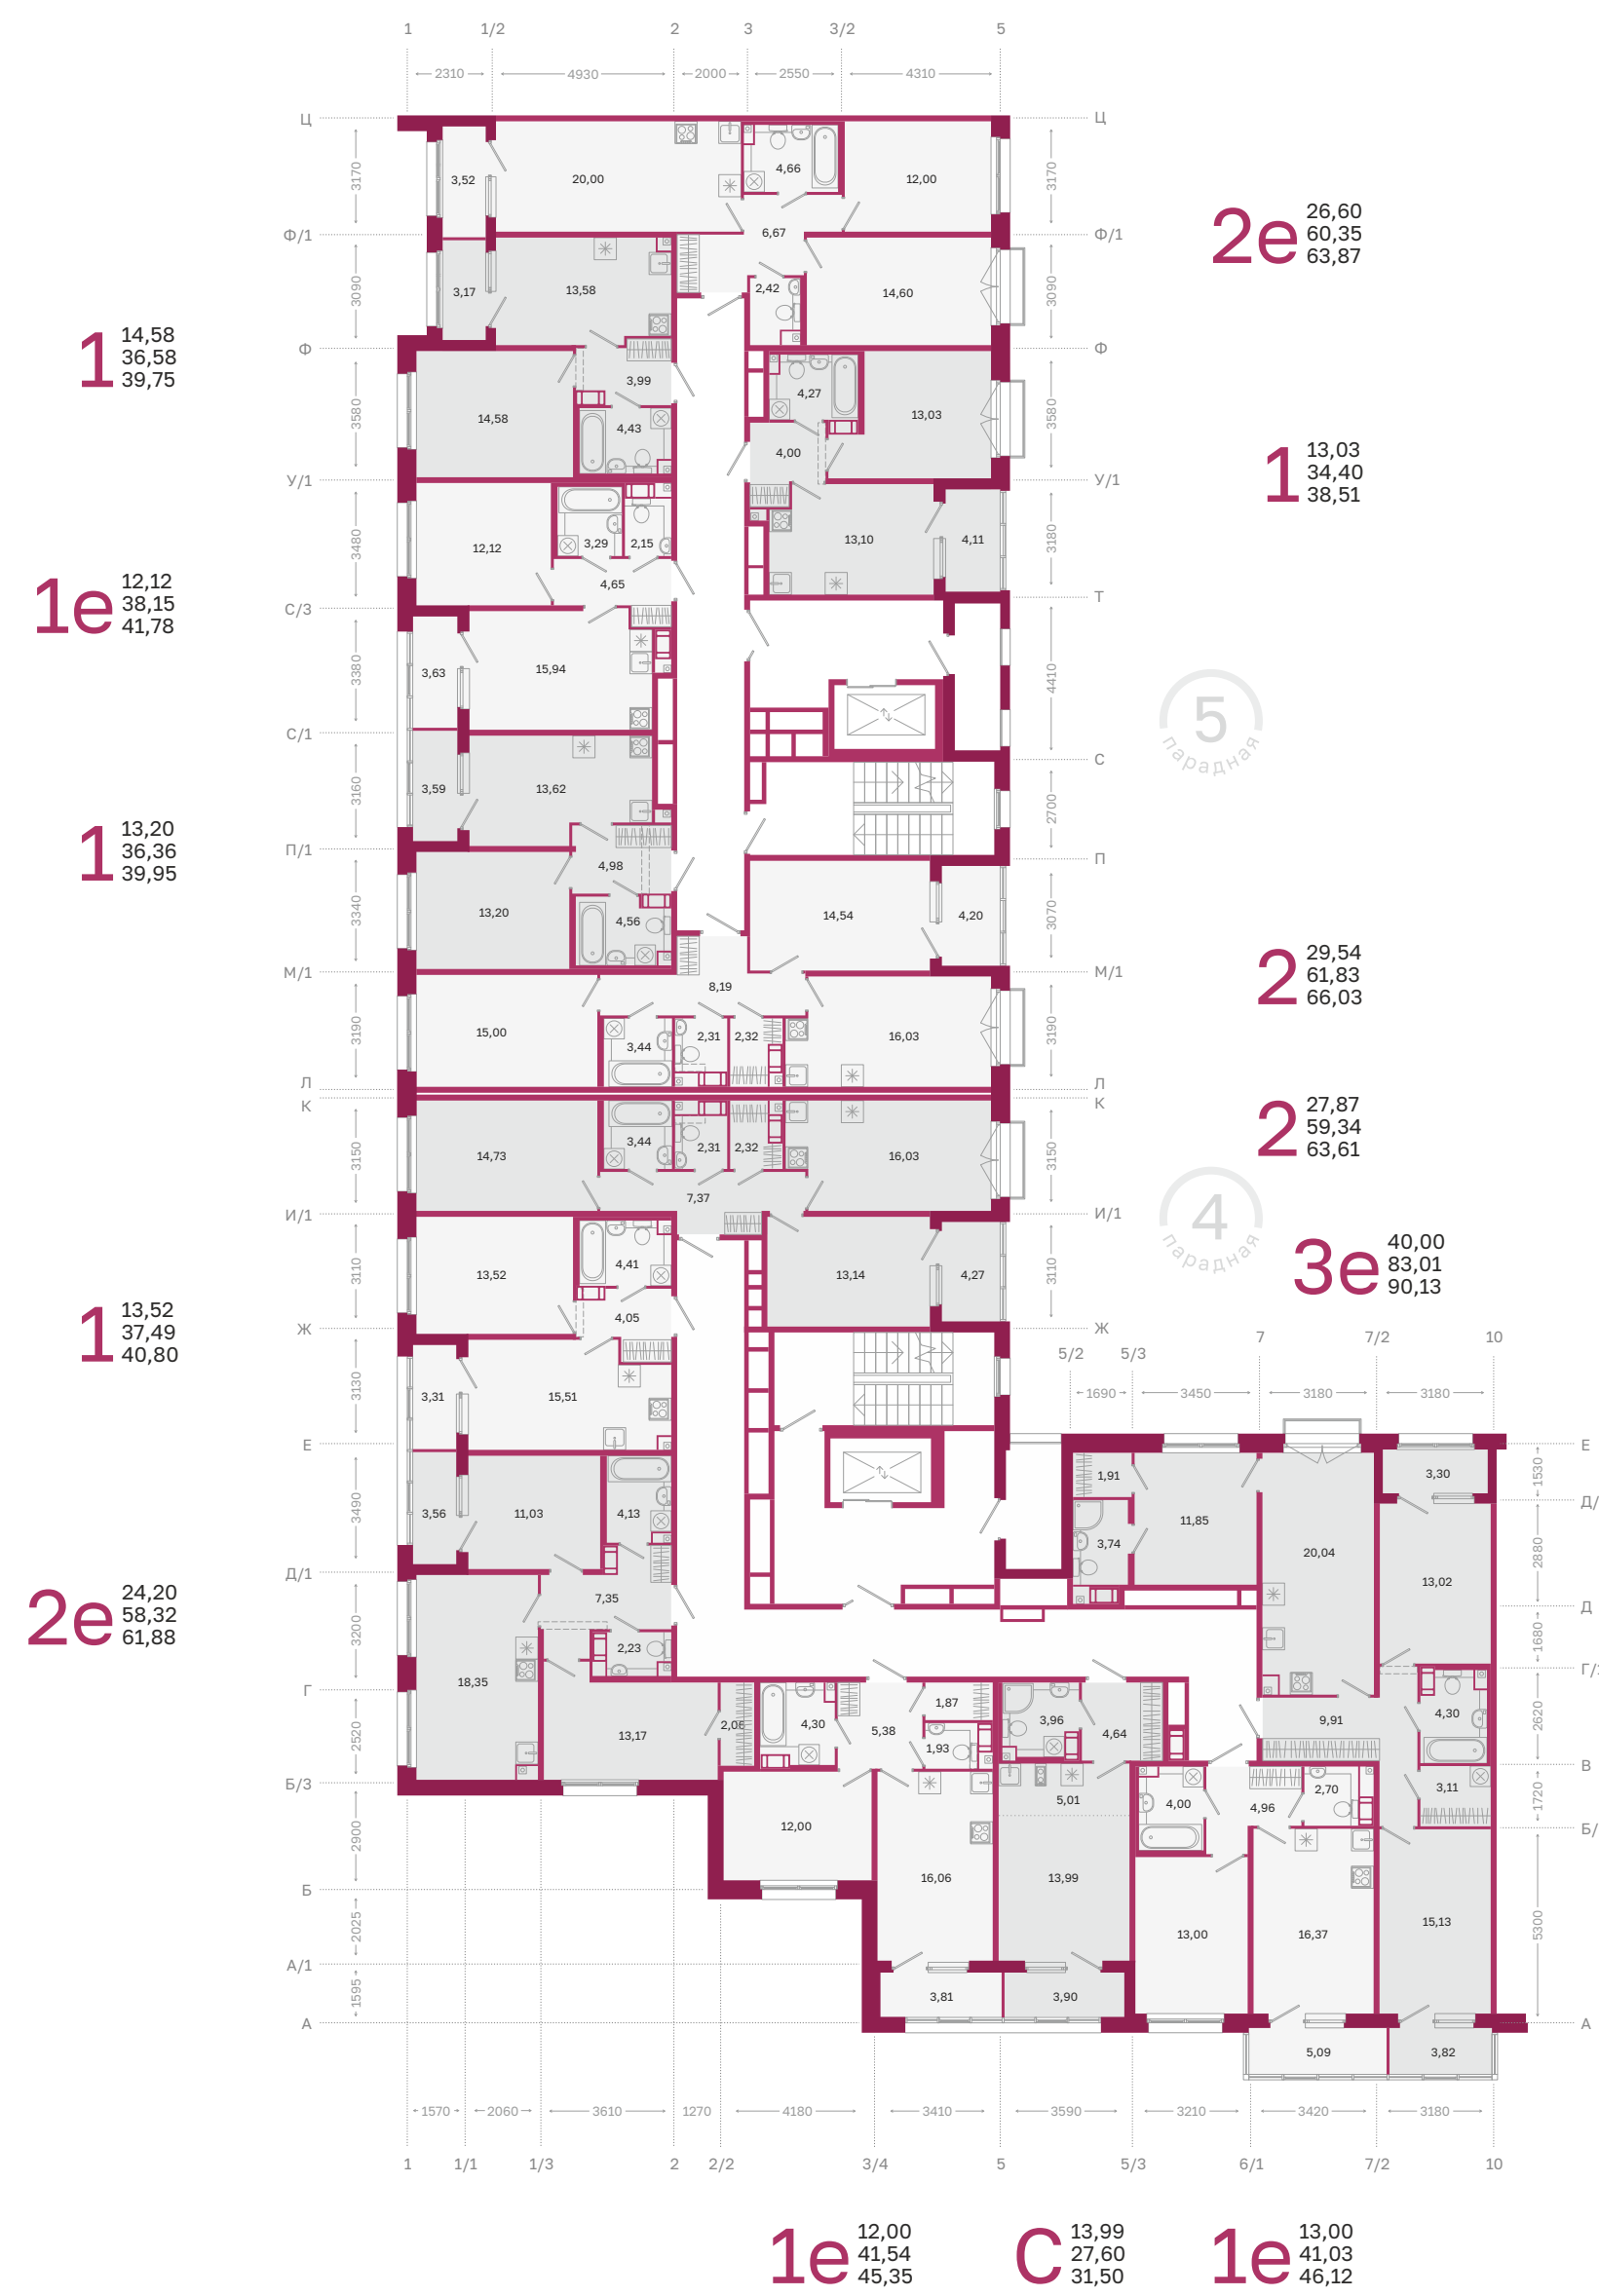 1 1/2 2 3 3/2 5
2310 4930 2000 2550 4310
Ц Ц
3170 3,52 20,00 4,66 12,00 3170
2е 26,60
60,35
63,87
Ф/1 6,67 Ф/1
3090 3,17 13,58 2,42 14,60 3090
Ф Ф
1 14,58
36,58
39,75
3,99
3580 14,58 4,43 4,27 13,03 3580
4,00
1 13,03
34,40
38,51
У/1 У/1
3480 12,12 3,29 2,15 13,10 4,11 3180
4,65
1е 12,12
38,15
41,78
С/3 Т
3380 3,63 15,94 4410
5
парадная
С/1 С
3160 3,59 13,62 2700
1 13,20
36,36
39,95
П/1 П
4,98
3340 13,20 4,56 14,54 4,20 3070
2 29,54
61,83
66,03
М/1 М/1
8,19
3190 15,00 3,44 2,31 2,32 16,03 3190
Л Л
К К
2 27,87
59,34
63,61
3150 14,73 3,44 2,31 2,32 16,03 3150
7,37
И/1 И/1
4
парадная
3110 13,52 4,41 13,14 4,27 3110
4,05
3е 40,00
83,01
90,13
1 13,52
37,49
40,80
Ж Ж
5/2 5/3 7 7/2 10
1690 3450 3180 3180
3130 3,31 15,51
Е Е
3490 3,56 11,03 4,13
1,91 11,85 3,74 20,04 3,30 1530
Д/
13,02 2880
Д/1
3200 7,35 Д
2е 24,20
58,32
61,88
2,23 1680
18,35 Г/
Г
2520 13,17 4,30 5,38 1,87 1,93 3,96 4,64 9,91 4,30 2620
Б/3 В
5,01 4,00 4,96 2,70 3,11 1720
Б/
2900 12,00 16,06 13,99 13,00 16,37 15,13 5300
Б
2025
А/1
1595 3,81 3,90
А А
5,09 3,82
1570 2060 3610 1270 4180 3410 3590 3210 3420 3180
1 1/1 1/3 2 2/2 3/4 5 5/3 6/1 7/2 10
1е 12,00
41,54
45,35
С 13,99
27,60
31,50
1е 13,00
41,03
46,12